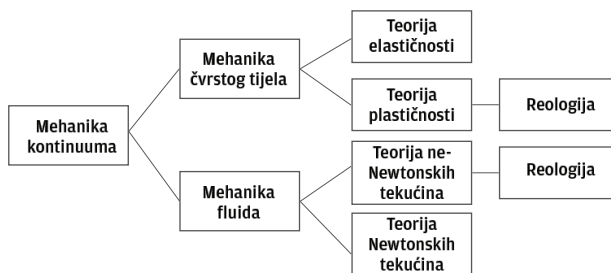 Mehanika
kontinuuma
Mehanika
čvrstog tijela
Mehanika
fluida
Teorija
elastičnosti
Teorija
plastičnosti
Teorija ne-
Newtonskih
tekućina
Teorija
Newtonskih
tekućina
Reologija
Reologija